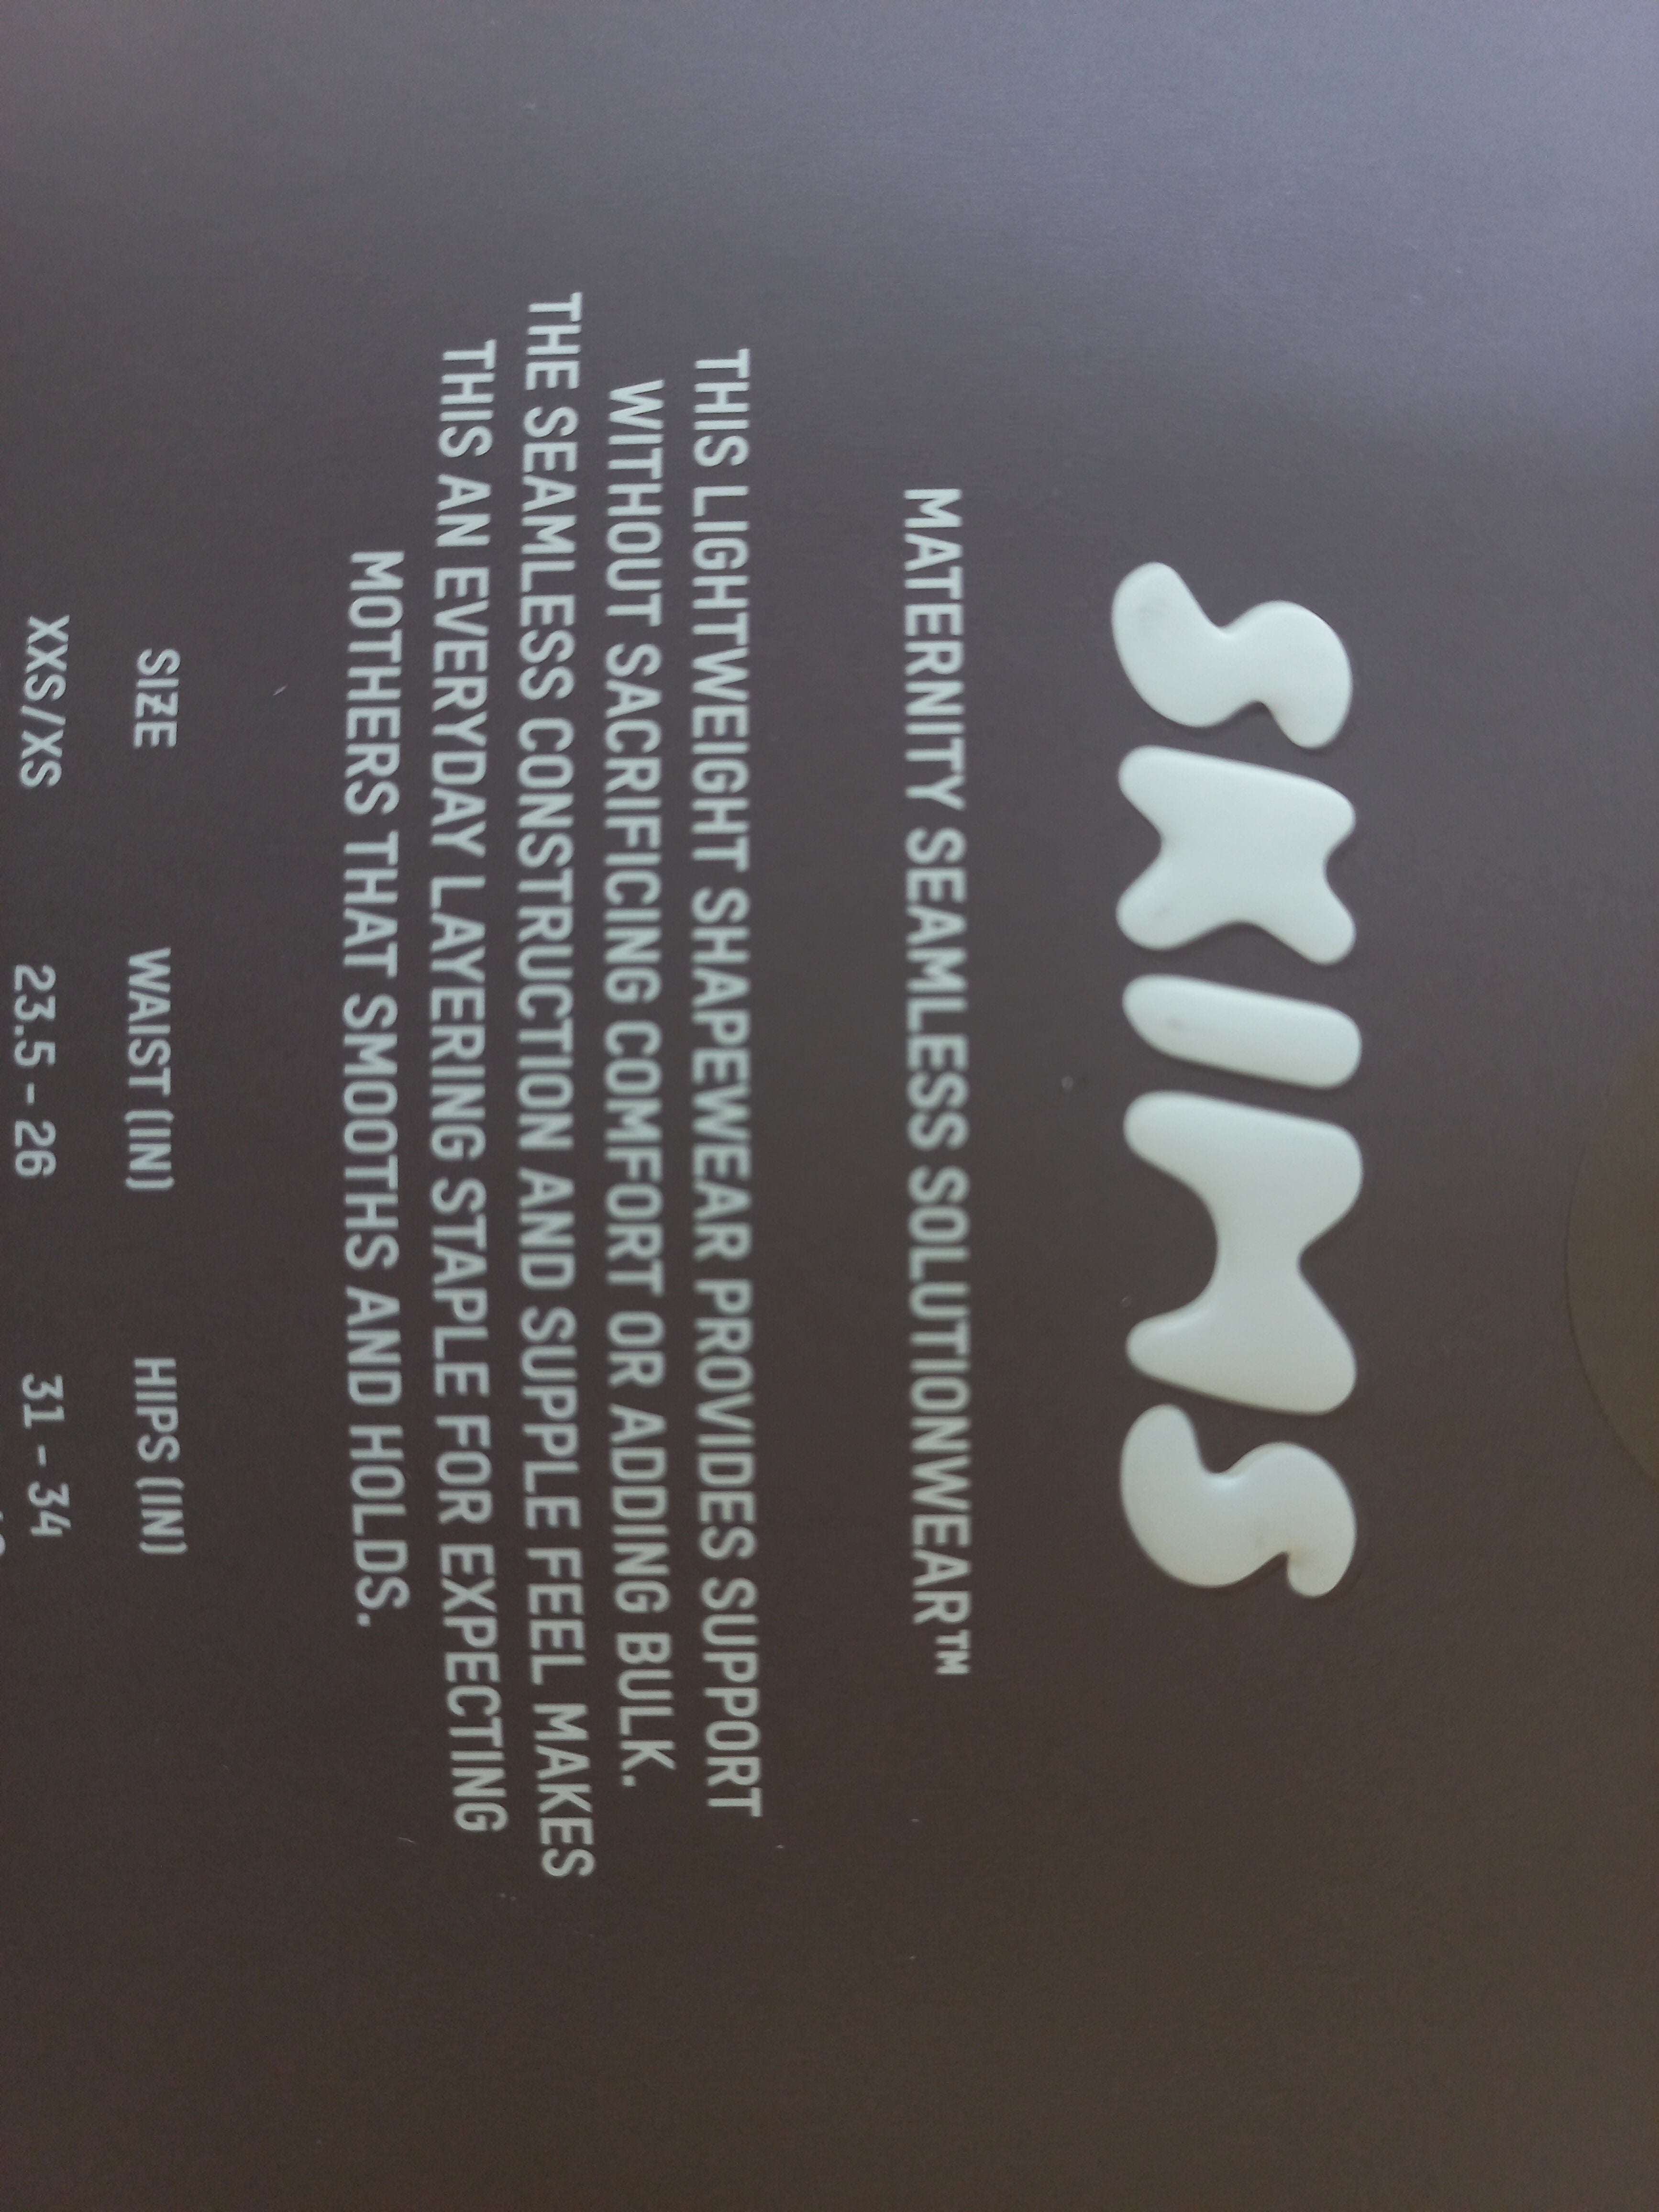 SKIMS
MATERNITY SEAMLESS SOLUTIONWEAR™
THIS LIGHTWEIGHT SHAPEWEAR PROVIDES SUPPORT
WITHOUT SACRIFICING COMFORT OR ADDING BULK.
THE SEAMLESS CONSTRUCTION AND SUPPLE FEEL MAKES
THIS AN EVERYDAY LAYERING STAPLE FOR EXPECTING
MOTHERS THAT SMOOTHS AND HOLDS.
SIZE WAIST (IN) HIPS (IN)
XXS/XS 23.5 – 26 31 – 34